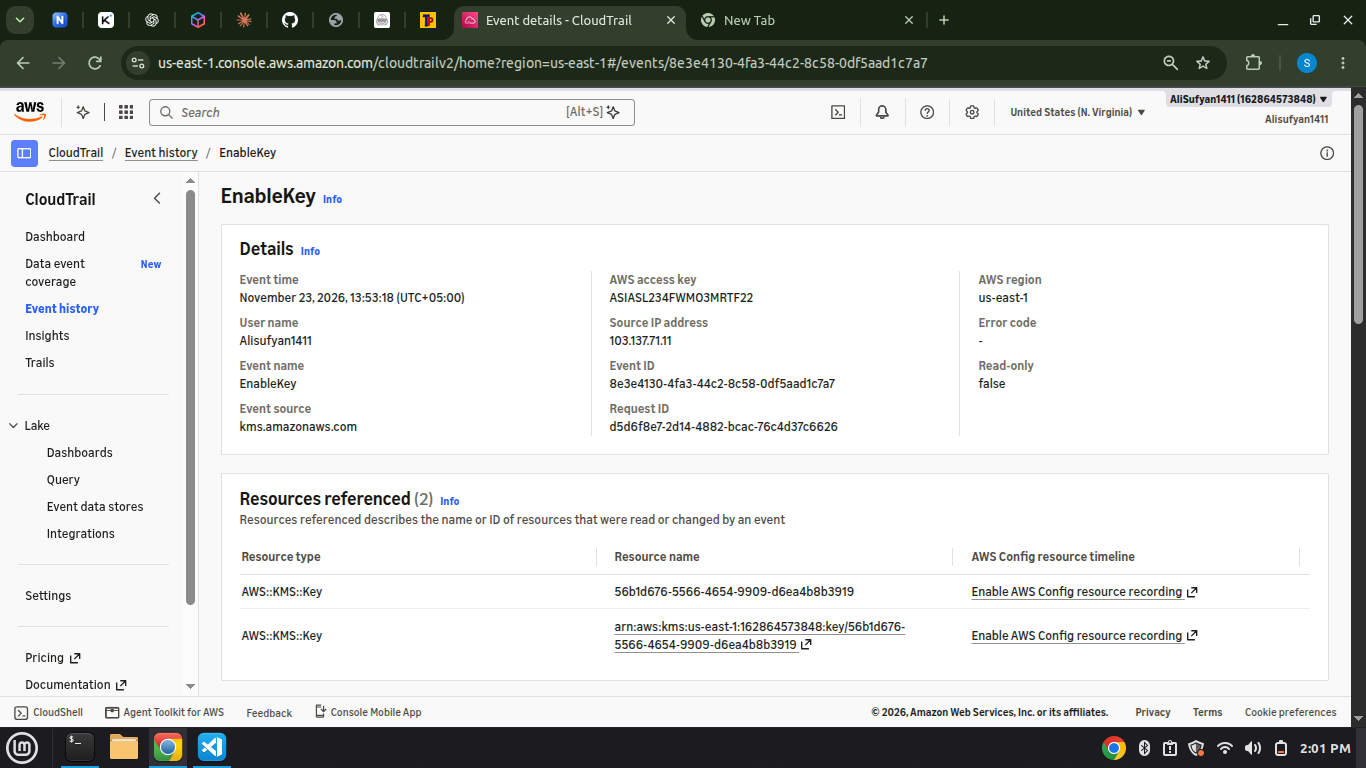 Event details - CloudTrail
New Tab
us-east-1.console.aws.amazon.com/cloudtrailv2/home?region=us-east-1#/events/8e3e4130-4fa3-44c2-8c58-0df5aad1c7a7
S
aws
Search
[Alt+S]
United States (N. Virginia)
AliSufyan1411 (162864573848)
Alisufyan1411
CloudTrail / Event history / EnableKey
CloudTrail
Dashboard
Data event coverage
New
Event history
Insights
Trails
Lake
Dashboards
Query
Event data stores
Integrations
Settings
Pricing
Documentation
EnableKey Info
Details Info
Event time
November 23, 2026, 13:53:18 (UTC+05:00)
User name
Alisufyan1411
Event name
EnableKey
Event source
kms.amazonaws.com
AWS access key
ASIASL234FWMO3MRTF22
Source IP address
103.137.71.11
Event ID
8e3e4130-4fa3-44c2-8c58-0df5aad1c7a7
Request ID
d5d6f8e7-2d14-4882-bcac-76c4d37c6626
AWS region
us-east-1
Error code
-
Read-only
false
Resources referenced (2) Info
Resources referenced describes the name or ID of resources that were read or changed by an event
Resource type
Resource name
AWS Config resource timeline
AWS::KMS::Key
56b1d676-5566-4654-9909-d6ea4b8b3919
Enable AWS Config resource recording
AWS::KMS::Key
arn:aws:kms:us-east-1:162864573848:key/56b1d676-
5566-4654-9909-d6ea4b8b3919
Enable AWS Config resource recording
CloudShell
Agent Toolkit for AWS
Feedback
Console Mobile App
© 2026, Amazon Web Services, Inc. or its affiliates.
Privacy
Terms
Cookie preferences
2:01 PM